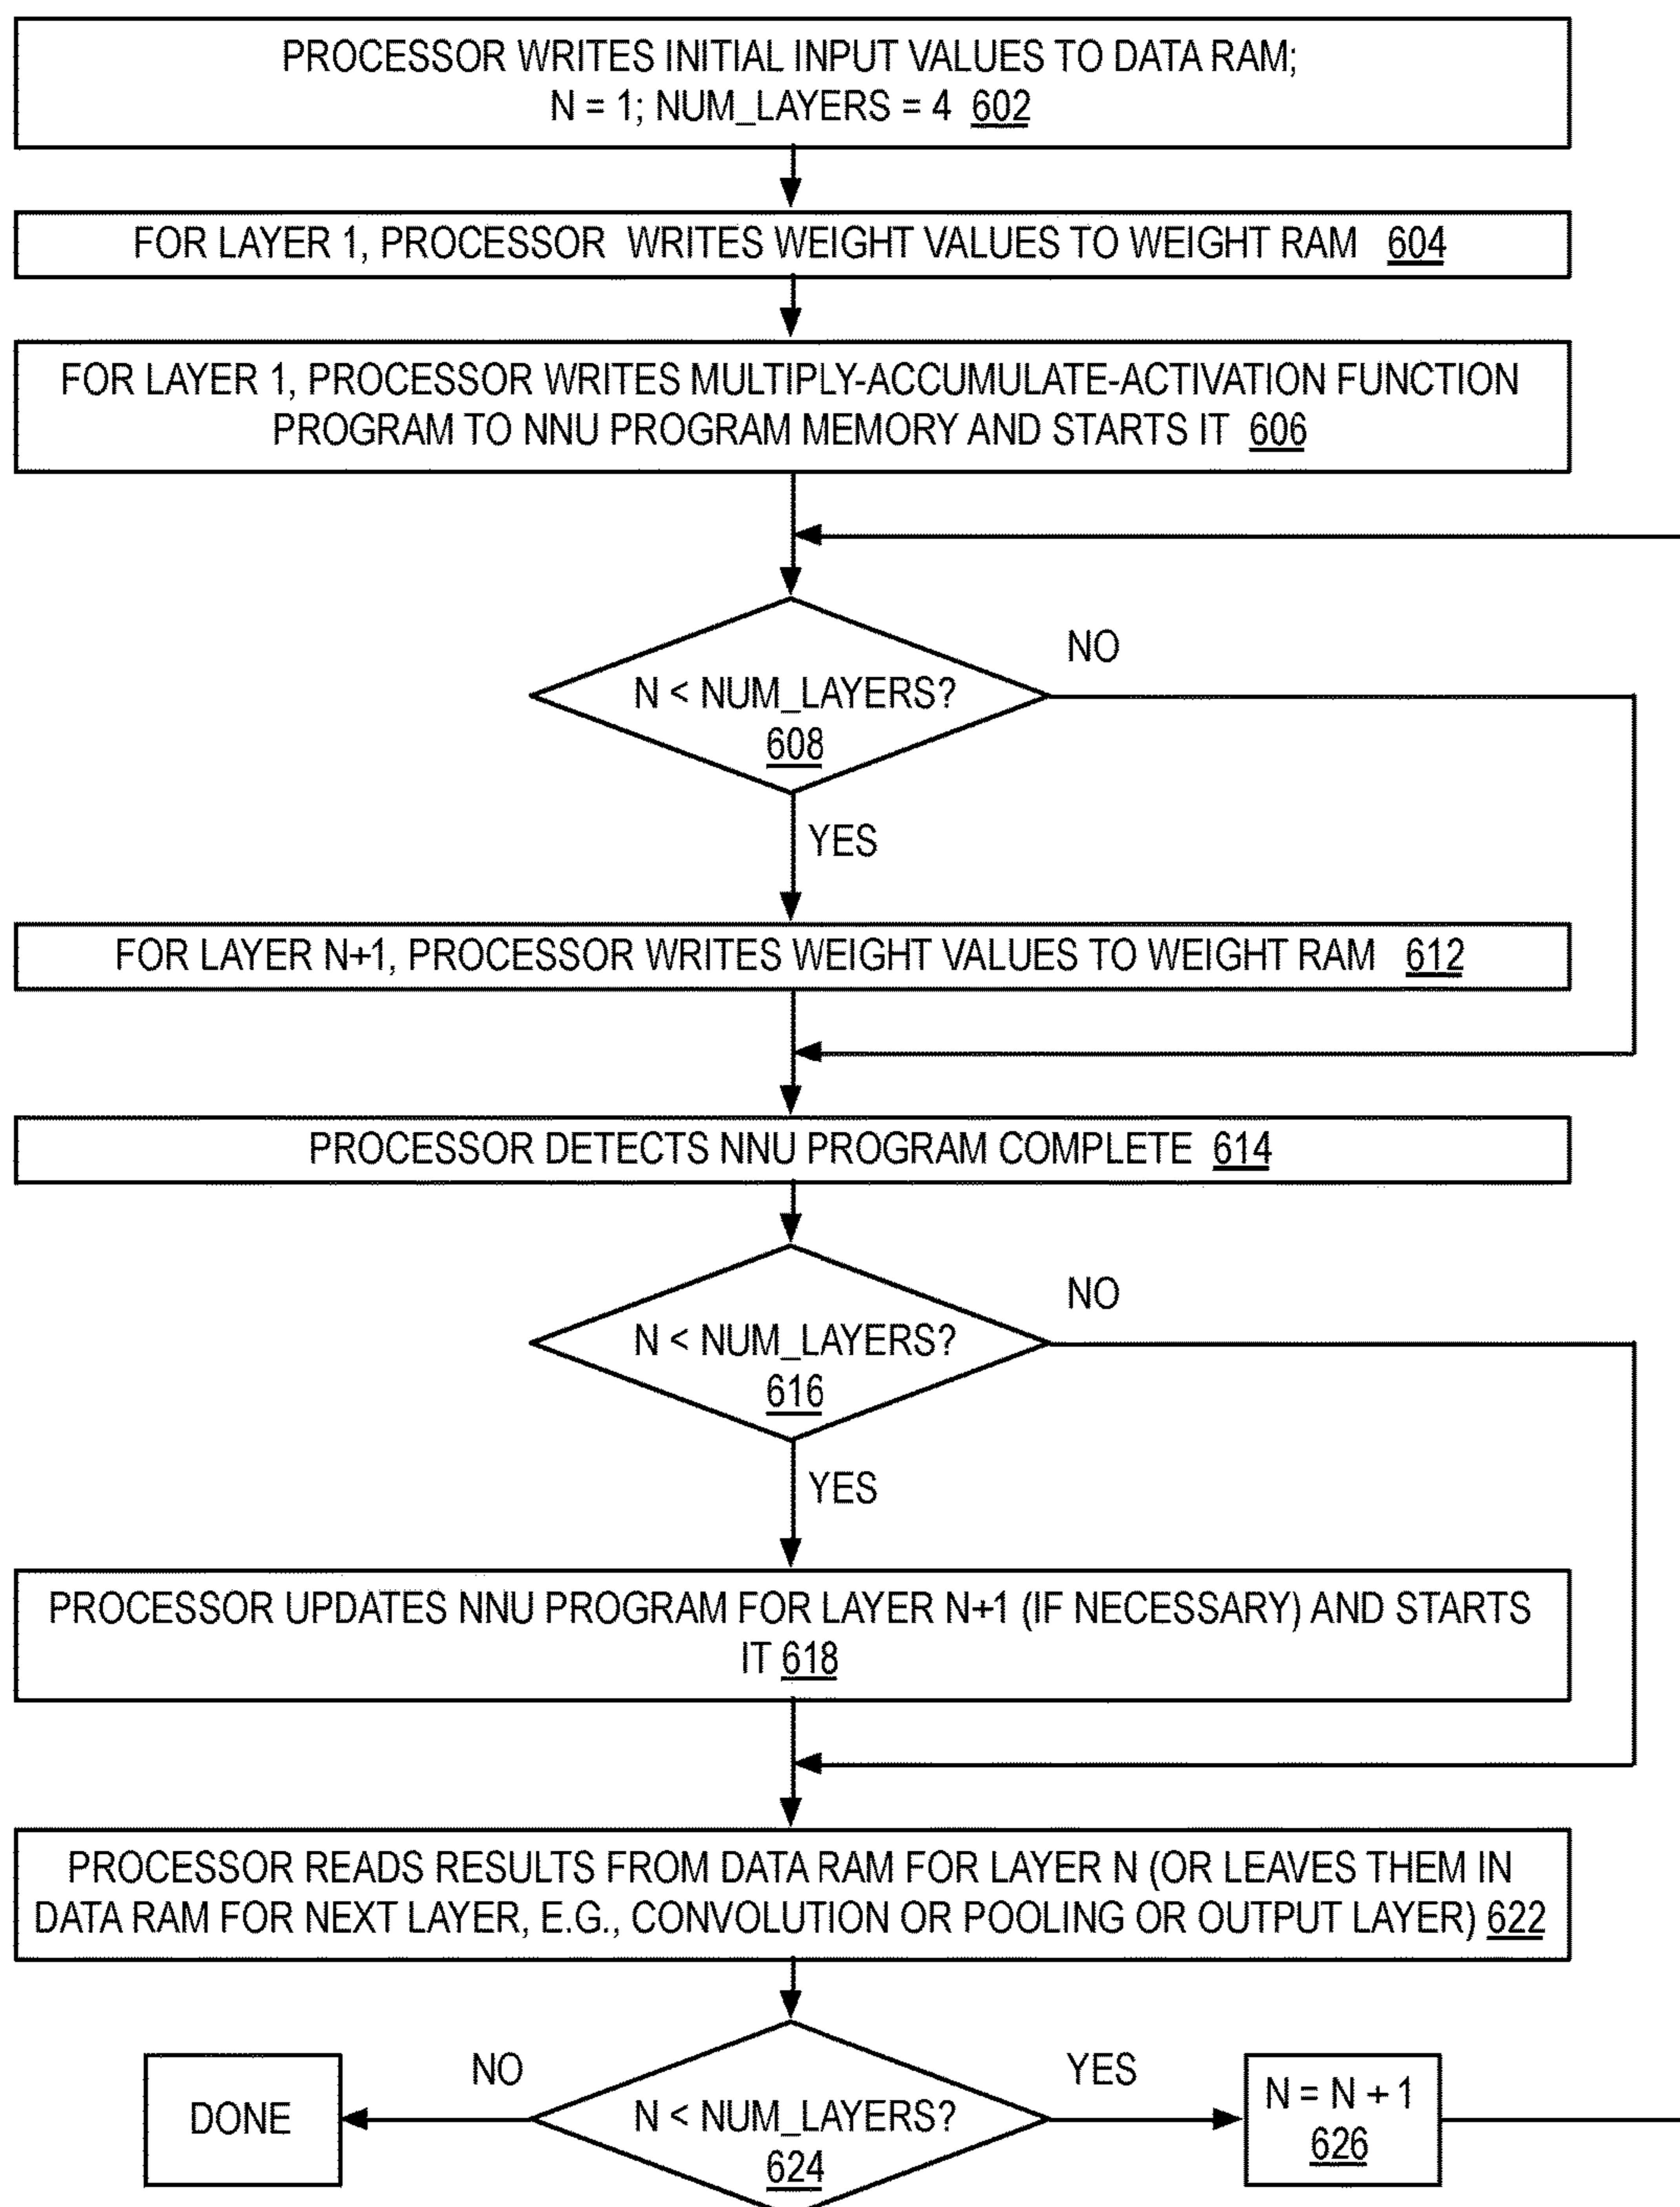 PROCESSOR WRITES INITIAL INPUT VALUES TO DATA RAM;
N = 1; NUM_LAYERS = 4 602
FOR LAYER 1, PROCESSOR WRITES WEIGHT VALUES TO WEIGHT RAM 604
FOR LAYER 1, PROCESSOR WRITES MULTIPLY-ACCUMULATE-ACTIVATION FUNCTION
PROGRAM TO NNU PROGRAM MEMORY AND STARTS IT 606
NO
N < NUM_LAYERS?
608
YES
FOR LAYER N+1, PROCESSOR WRITES WEIGHT VALUES TO WEIGHT RAM 612
PROCESSOR DETECTS NNU PROGRAM COMPLETE 614
NO
N < NUM_LAYERS?
616
YES
PROCESSOR UPDATES NNU PROGRAM FOR LAYER N+1 (IF NECESSARY) AND STARTS
IT 618
PROCESSOR READS RESULTS FROM DATA RAM FOR LAYER N (OR LEAVES THEM IN
DATA RAM FOR NEXT LAYER, E.G., CONVOLUTION OR POOLING OR OUTPUT LAYER) 622
NO
YES
DONE
N < NUM_LAYERS?
624
N = N + 1
626